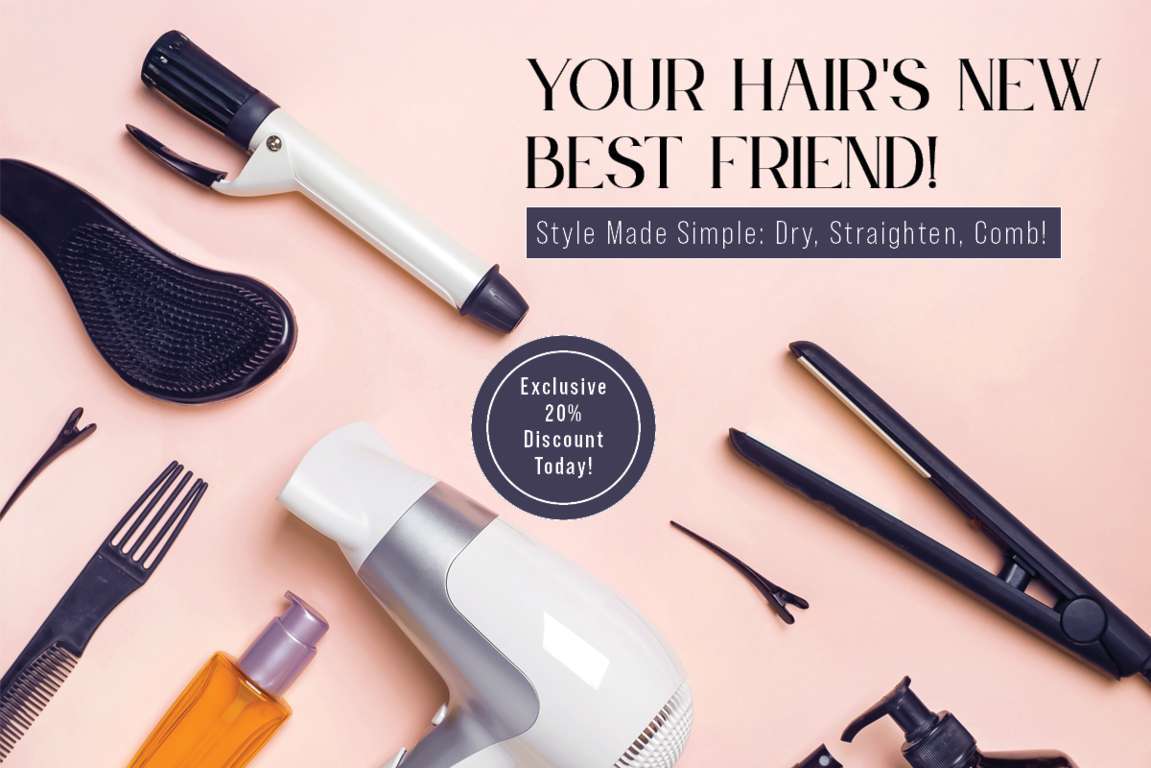 YOUR HAIR'S NEW
BEST FRIEND!
Style Made Simple: Dry, Straighten, Comb!
Exclusive
20%
Discount
Today!